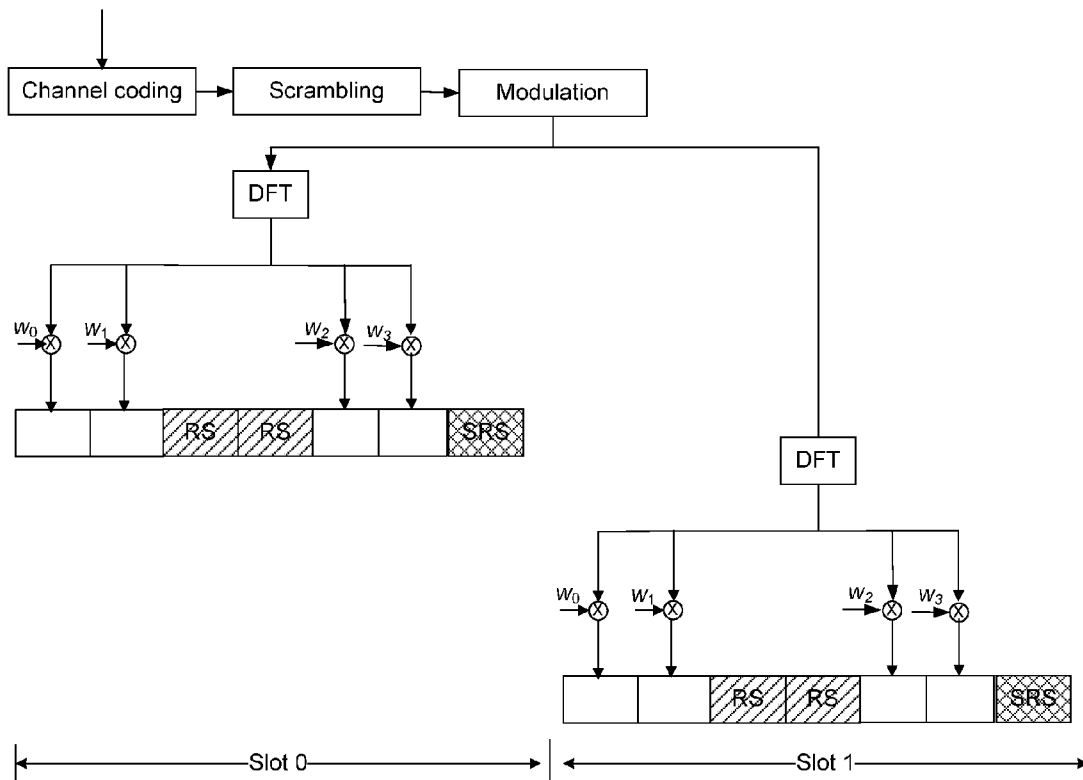 Channel coding
Scrambling
Modulation
DFT
w0
w1
w2
w3
X
X
X
X
RS
RS
SRS
DFT
w0
w1
w2
w3
X
X
X
X
RS
RS
SRS
Slot 0
Slot 1